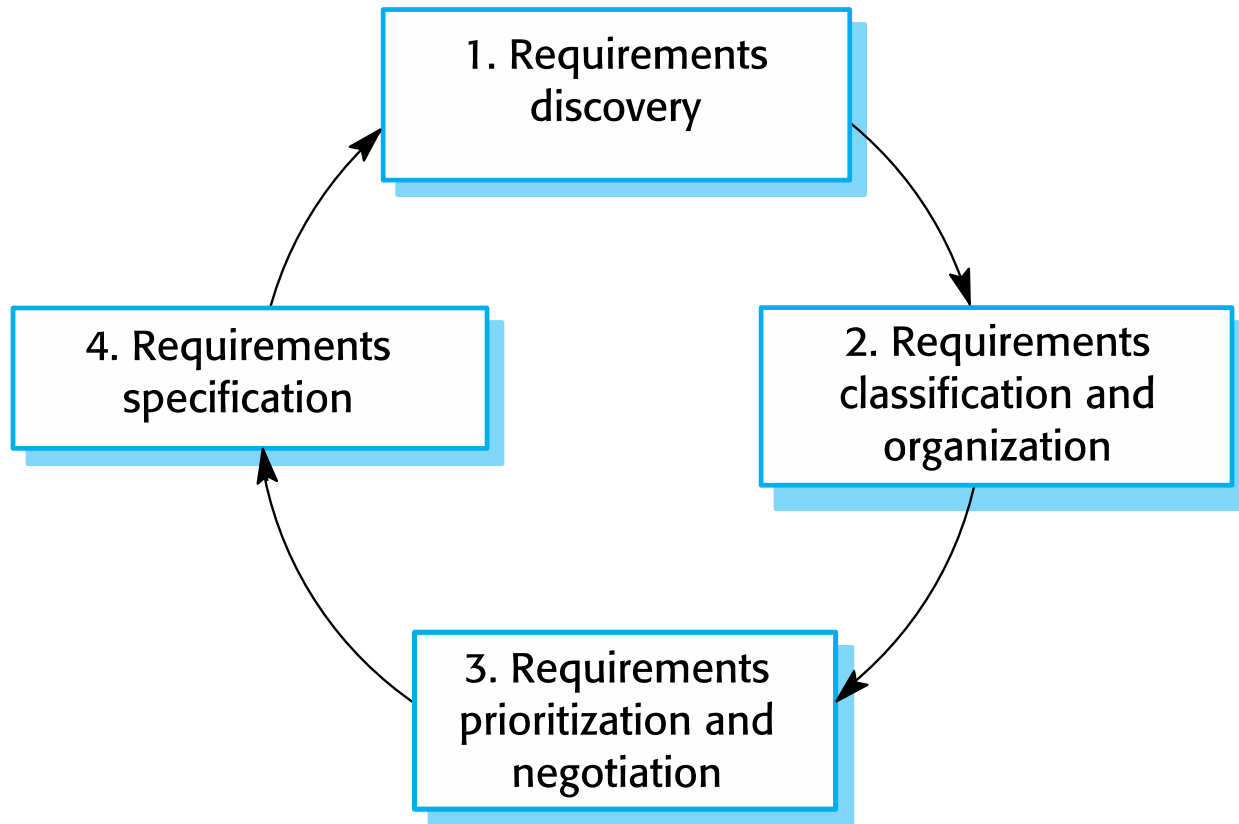 1. Requirements
discovery
2. Requirements
classification and
organization
3. Requirements
prioritization and
negotiation
4. Requirements
specification